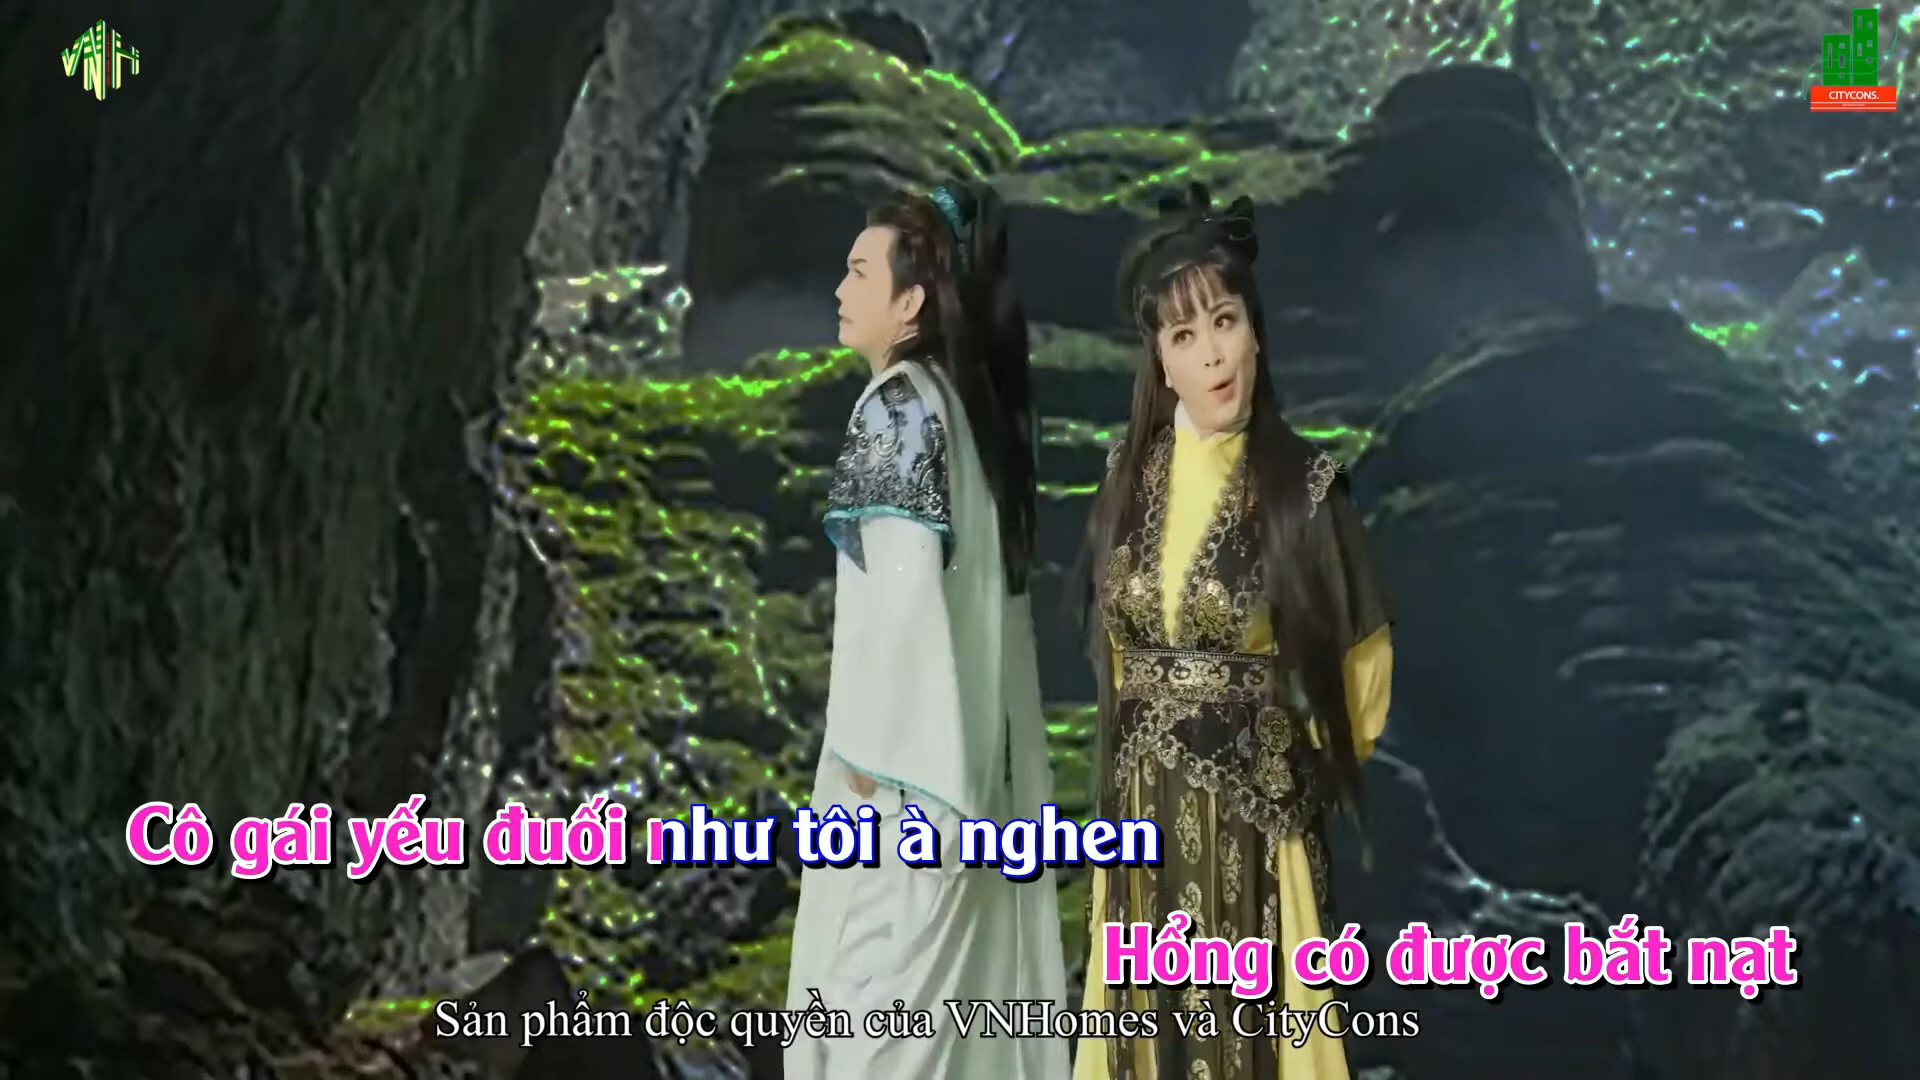 VNH
CITYCONS.
Cô gái yếu đuối như tôi à nghen
Hổng có được bắt nạt
Sản phẩm độc quyền của VNHomes và CityCons